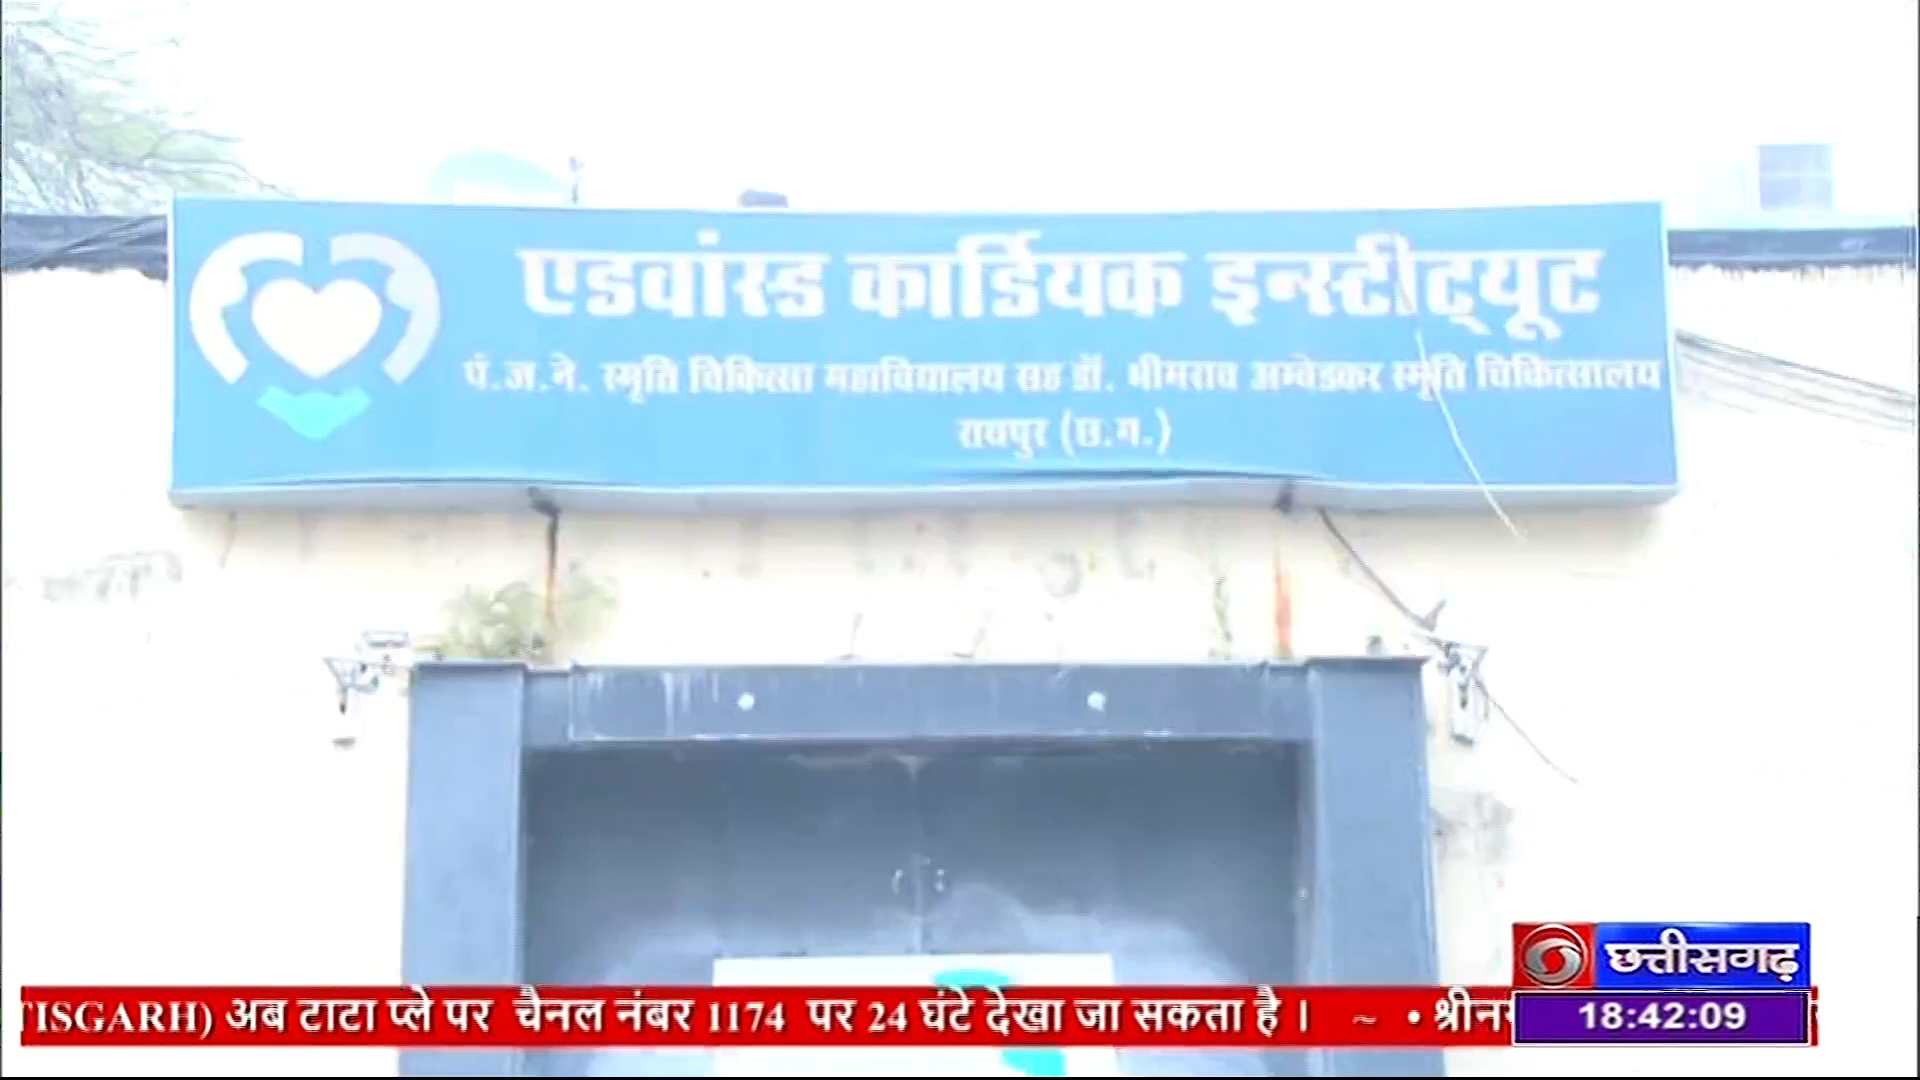 एडवांस्ड कार्डियक इन्स्टीट्यूट
पं.ज.ने. स्मृति चिकित्सा महाविद्यालय सह डॉ. भीमराव अम्बेडकर स्मृति चिकित्सालय
रायपुर (छ.ग.)
छत्तीसगढ़
TISGARH) अब टाटा प्ले पर चैनल नंबर 1174 पर 24 घंटे देखा जा सकता है । ~ • श्रीन
18:42:09